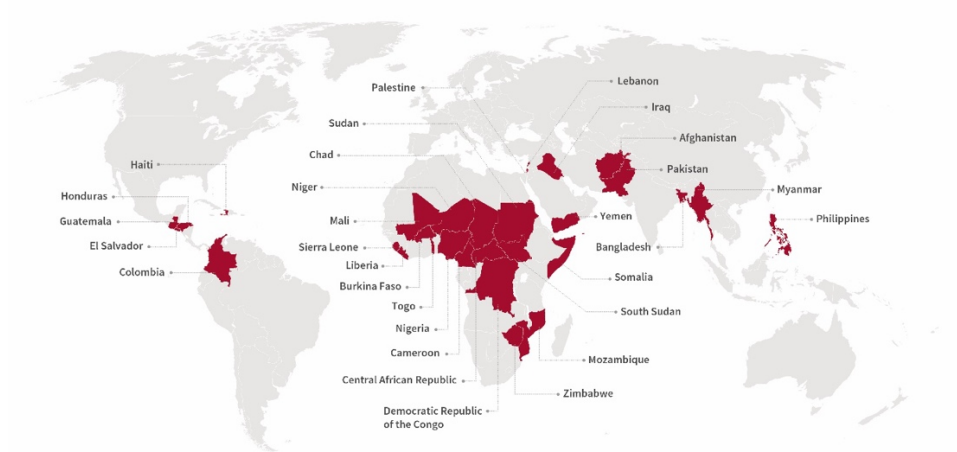 Palestine
Lebanon
Iraq
Sudan
Afghanistan
Chad
Haiti
Pakistan
Niger
Myanmar
Honduras
Guatemala
Mali
Yemen
Philippines
El Salvador
Sierra Leone
Bangladesh
Liberia
Colombia
Somalia
Burkina Faso
Togo
South Sudan
Nigeria
Cameroon
Mozambique
Central African Republic
Zimbabwe
Democratic Republic
of the Congo